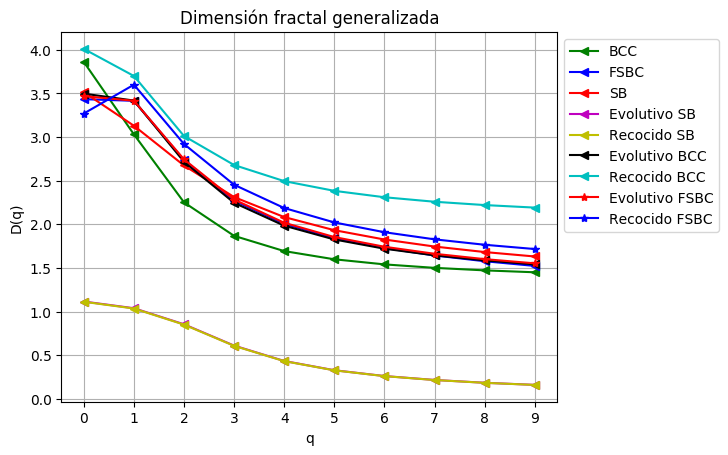 Dimensión fractal generalizada
D(q)
4.0
3.5
3.0
2.5
2.0
1.5
1.0
0.5
0.0
0 1 2 3 4 5 6 7 8 9
q
BCC
FSBC
SB
Evolutivo SB
Recocido SB
Evolutivo BCC
Recocido BCC
Evolutivo FSBC
Recocido FSBC